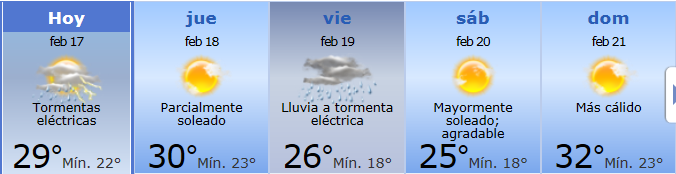 Hoy
feb 17
Tormentas
eléctricas
29° Mín. 22°
jue
feb 18
Parcialmente
soleado
30° Mín. 23°
vie
feb 19
Lluvia a tormenta
eléctrica
26° Mín. 18°
sáb
feb 20
Mayormente
soleado;
agradable
25° Mín. 18°
dom
feb 21
Más cálido
32° Mín. 23°